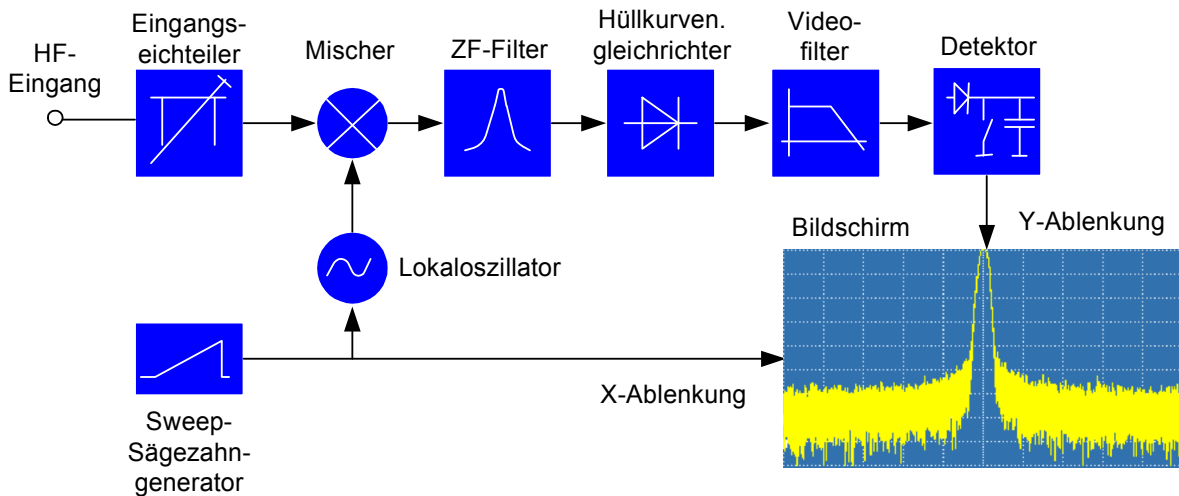 HF-
Eingang
Eingangs-
eichteiler
Mischer
ZF-Filter
Hüllkurven.
gleichrichter
Video-
filter
Detektor
Lokaloszillator
Bildschirm
Y-Ablenkung
X-Ablenkung
Sweep-
Sägezahn-
generator